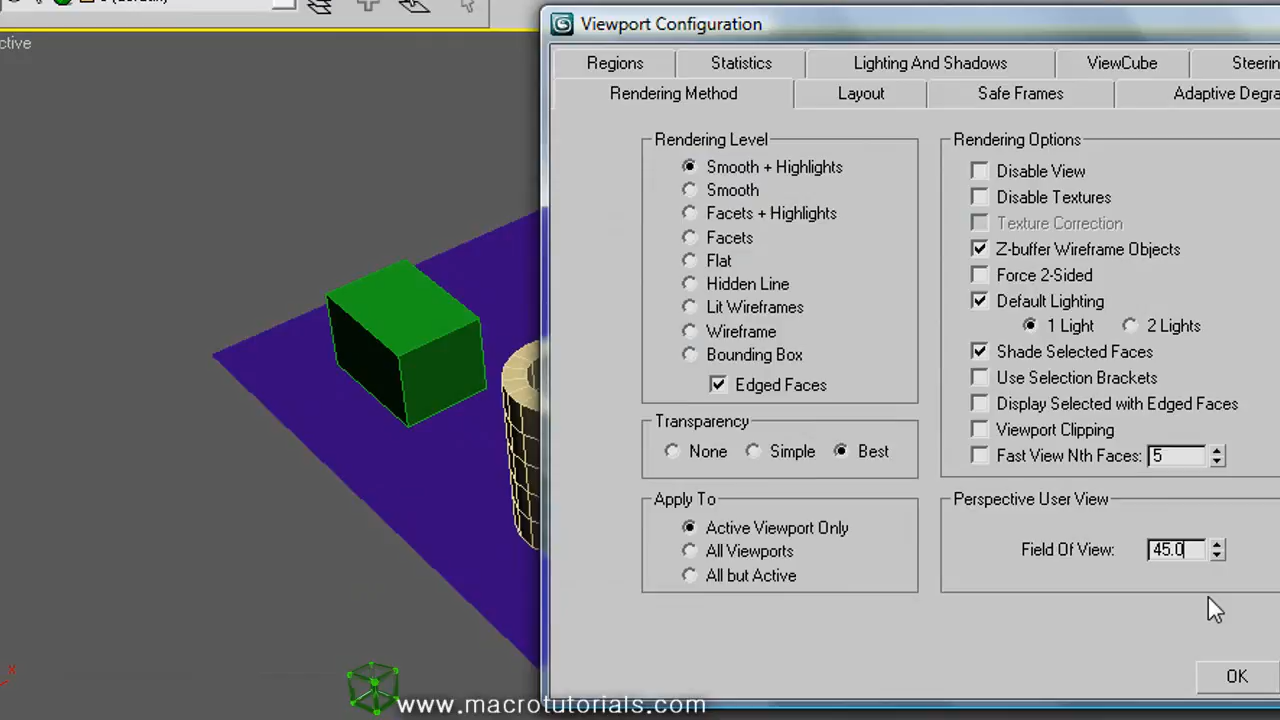 Viewport Configuration
ctive
Regions
Statistics
Lighting And Shadows
ViewCube
Steerin
Rendering Method
Layout
Safe Frames
Adaptive Degra
Rendering Level
Smooth + Highlights
Smooth
Facets + Highlights
Facets
Flat
Hidden Line
Lit Wireframes
Wireframe
Bounding Box
Edged Faces
Transparency
None
Simple
Best
Apply To
Active Viewport Only
All Viewports
All but Active
Rendering Options
Disable View
Disable Textures
Texture Correction
Z-buffer Wireframe Objects
Force 2-Sided
Default Lighting
1 Light
2 Lights
Shade Selected Faces
Use Selection Brackets
Display Selected with Edged Faces
Viewport Clipping
Fast View Nth Faces: 5
Perspective User View
Field Of View: 45.0
OK
x
www.macrotutorials.com